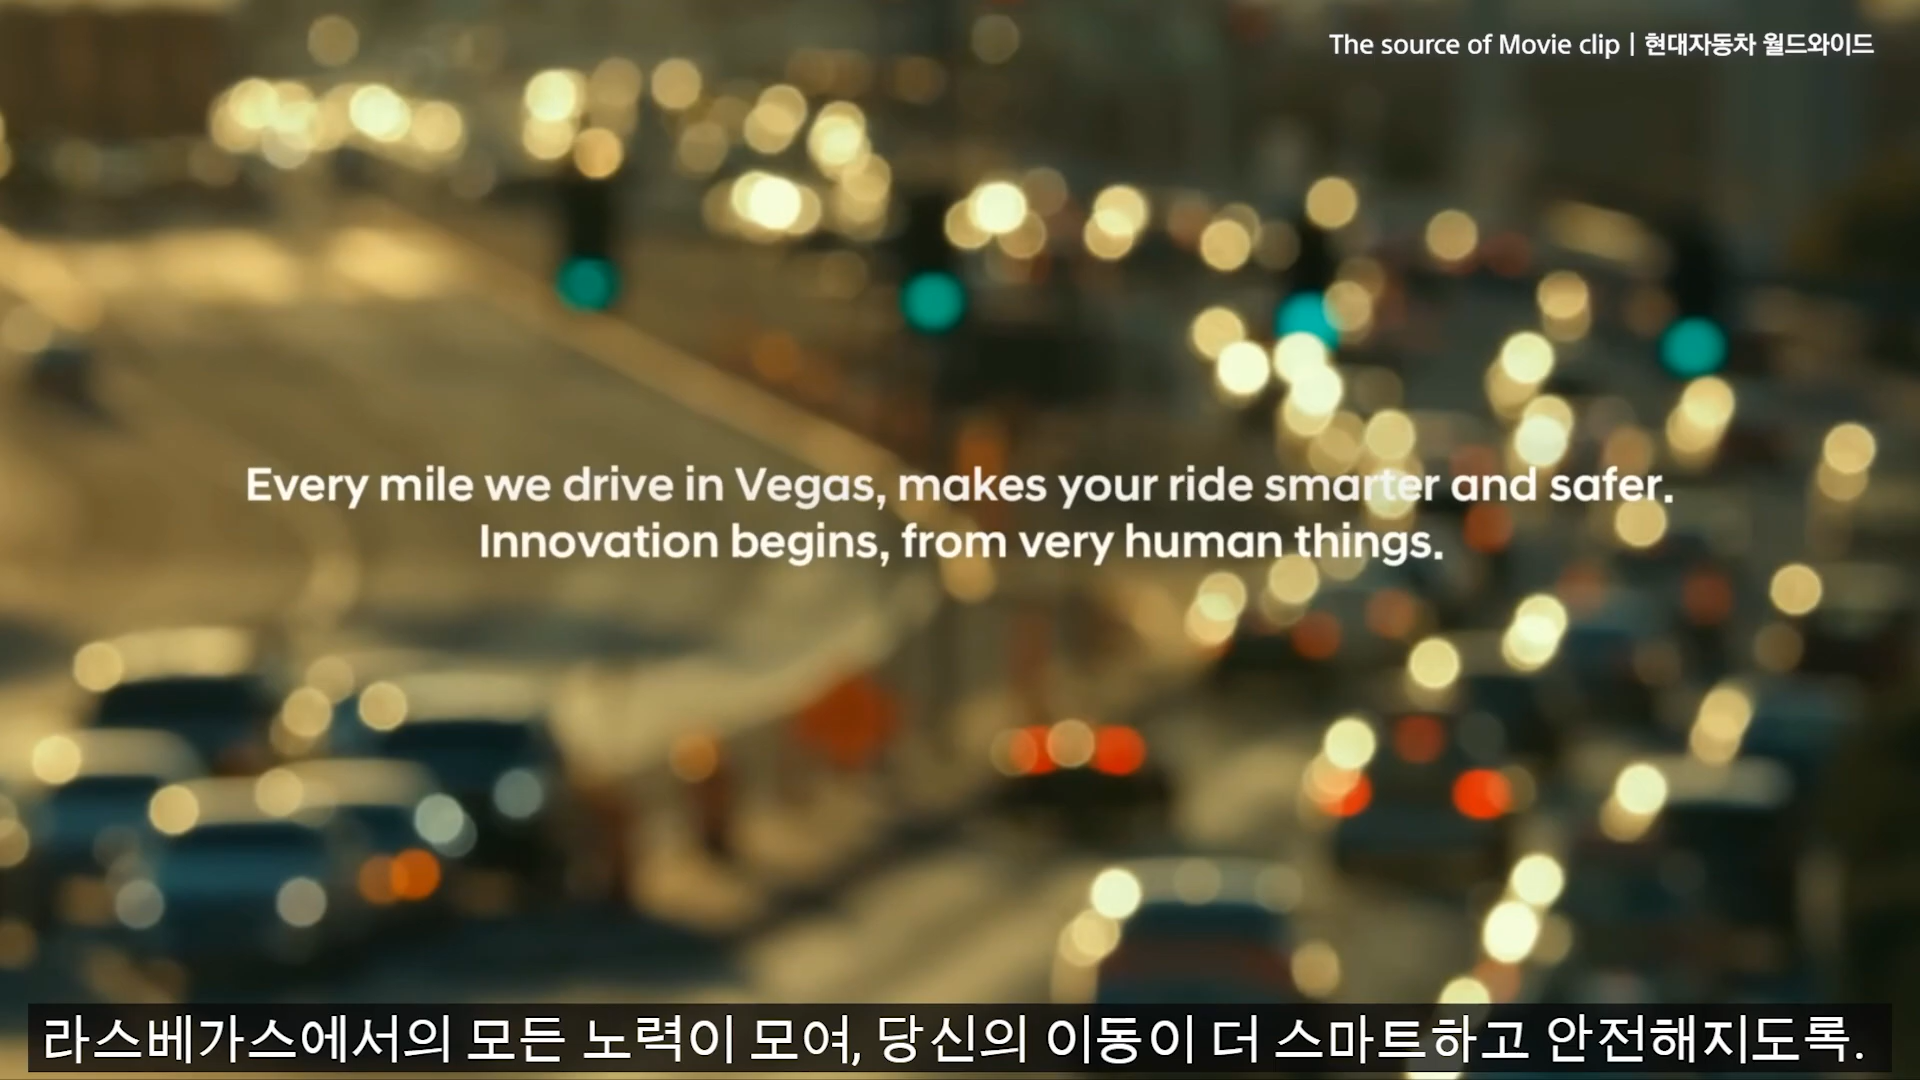 The source of Movie clip | 현대자동차 월드와이드
Every mile we drive in Vegas, makes your ride smarter and safer.
Innovation begins, from very human things.
라스베가스에서의 모든 노력이 모여, 당신의 이동이 더 스마트하고 안전해지도록.